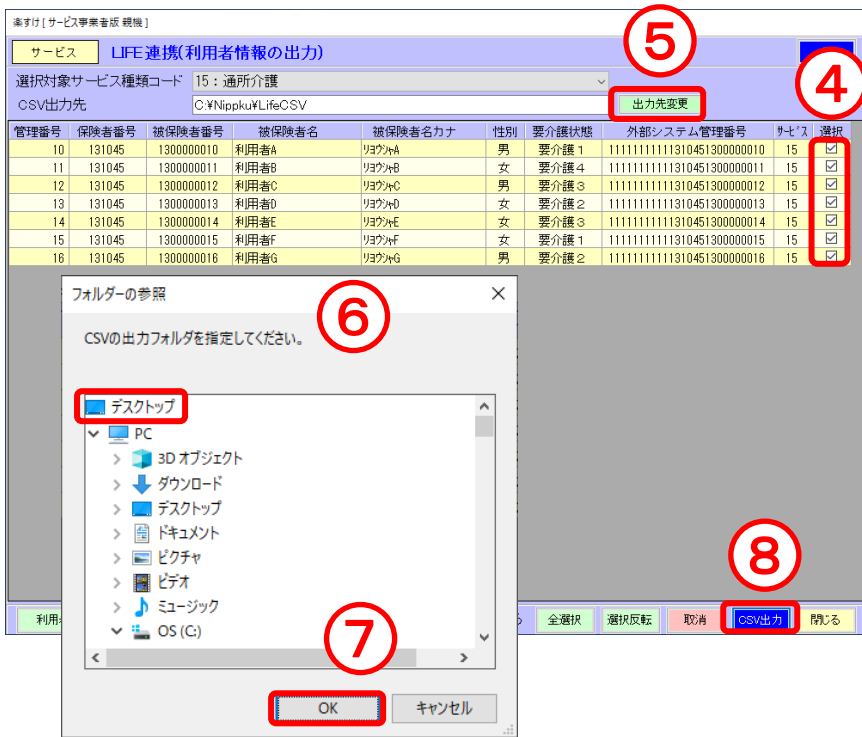 楽すけ [ サービス事業者版 親機 ]
サービス LIFE連携(利用者情報の出力)
⑤
④
選択対象サービス種類コード 15：通所介護
CSV出力先 C:¥Nippku¥LifeCSV 出力先変更
管理番号 保険者番号 被保険者番号 被保険者名 被保険者名カナ 性別 要介護状態 外部システム管理番号 ｻｰﾋﾞｽ 選択
10 131045 1300000010 利用者A ﾘﾖｳｼｬA 男 要介護1 11111111111310451300000010 15
11 131045 1300000011 利用者B ﾘﾖｳｼｬB 女 要介護4 11111111111310451300000011 15
12 131045 1300000012 利用者C ﾘﾖｳｼｬC 男 要介護3 11111111111310451300000012 15
13 131045 1300000013 利用者D ﾘﾖｳｼｬD 女 要介護2 11111111111310451300000013 15
14 131045 1300000014 利用者E ﾘﾖｳｼｬE 女 要介護3 11111111111310451300000014 15
15 131045 1300000015 利用者F ﾘﾖｳｼｬF 女 要介護1 11111111111310451300000015 15
16 131045 1300000016 利用者G ﾘﾖｳｼｬG 男 要介護2 11111111111310451300000016 15
フォルダーの参照
⑥
CSVの出力フォルダを指定してください。
デスクトップ
PC
3D オブジェクト
ダウンロード
デスクトップ
ドキュメント
ピクチャ
ビデオ
ミュージック
OS (C:)
⑦
OK キャンセル
⑧
利用 全選択 選択反転 取消 CSV出力 閉じる